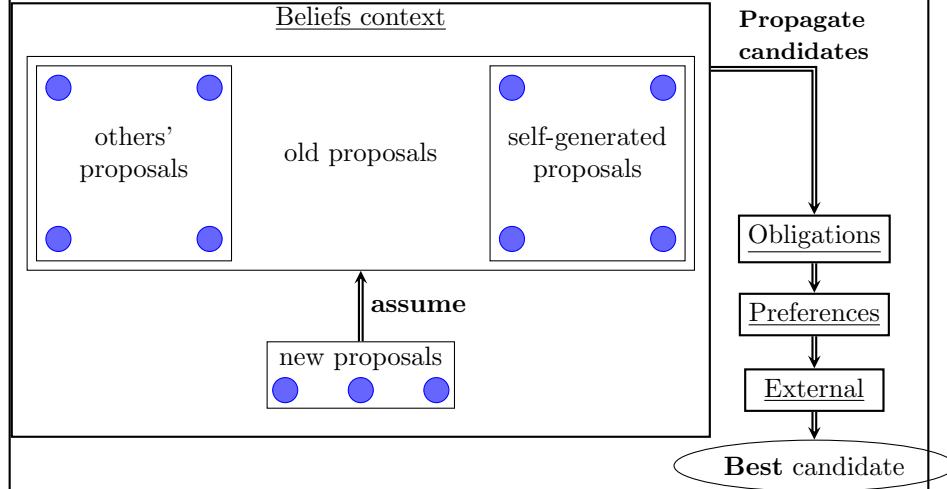 Beliefs context
Propagate
candidates
others'
proposals
old proposals
self-generated
proposals
assume
new proposals
Obligations
Preferences
External
Best candidate